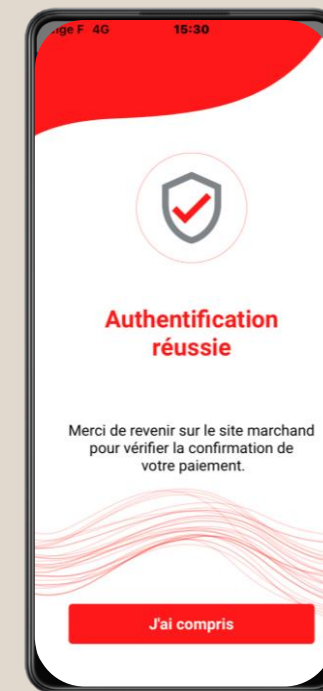 F 4G 15:30
Authentification
réussie
Merci de revenir sur le site marchand
pour vérifier la confirmation de
votre paiement.
J'ai compris